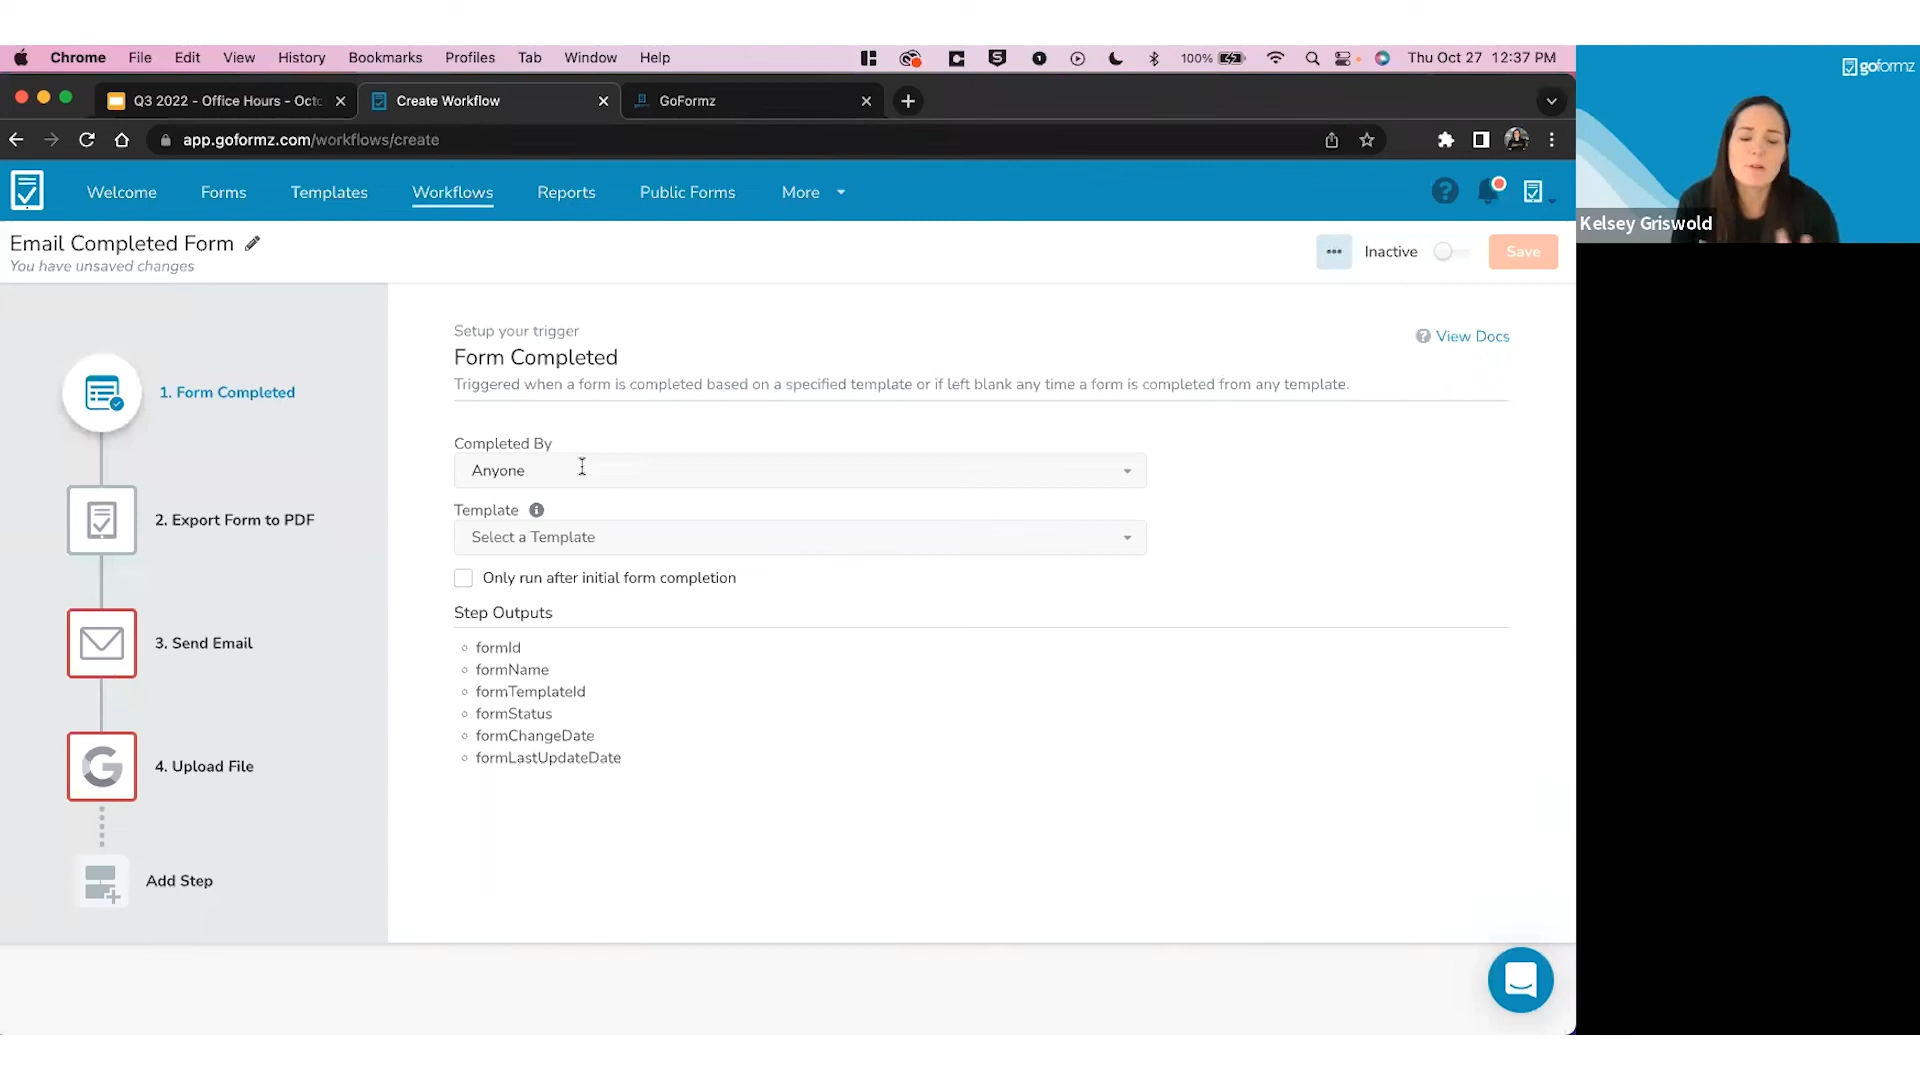 Chrome File Edit View History Bookmarks Profiles Tab Window Help 100% Thu Oct 27 12:37 PM
Q3 2022 - Office Hours - Octo Create Workflow GoFormz
app.goformz.com/workflows/create
goformz
Welcome Forms Templates Workflows Reports Public Forms More
Kelsey Griswold
Email Completed Form
You have unsaved changes
Inactive Save
Setup your trigger
View Docs
Form Completed
Triggered when a form is completed based on a specified template or if left blank any time a form is completed from any template.
1. Form Completed
2. Export Form to PDF
3. Send Email
4. Upload File
Add Step
Completed By
Anyone
Template
Select a Template
Only run after initial form completion
Step Outputs
formId
formName
formTemplateId
formStatus
formChangeDate
formLastUpdateDate